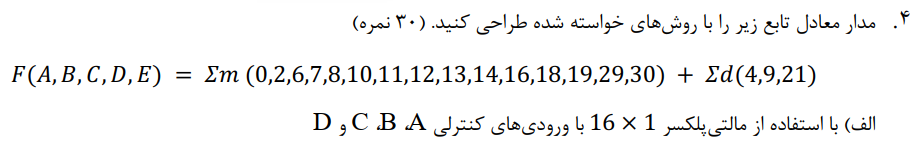 ۴. مدار معادل تابع زیر را با روش‌های خواسته شده طراحی کنید. (۳۰ نمره)
F(A,B,C,D,E) = Σm (0,2,6,7,8,10,11,12,13,14,16,18,19,29,30) + Σd(4,9,21)
الف) با استفاده از مالتی‌پلکسر 1 × 16 با ورودی‌های کنترلی A، B، C و D